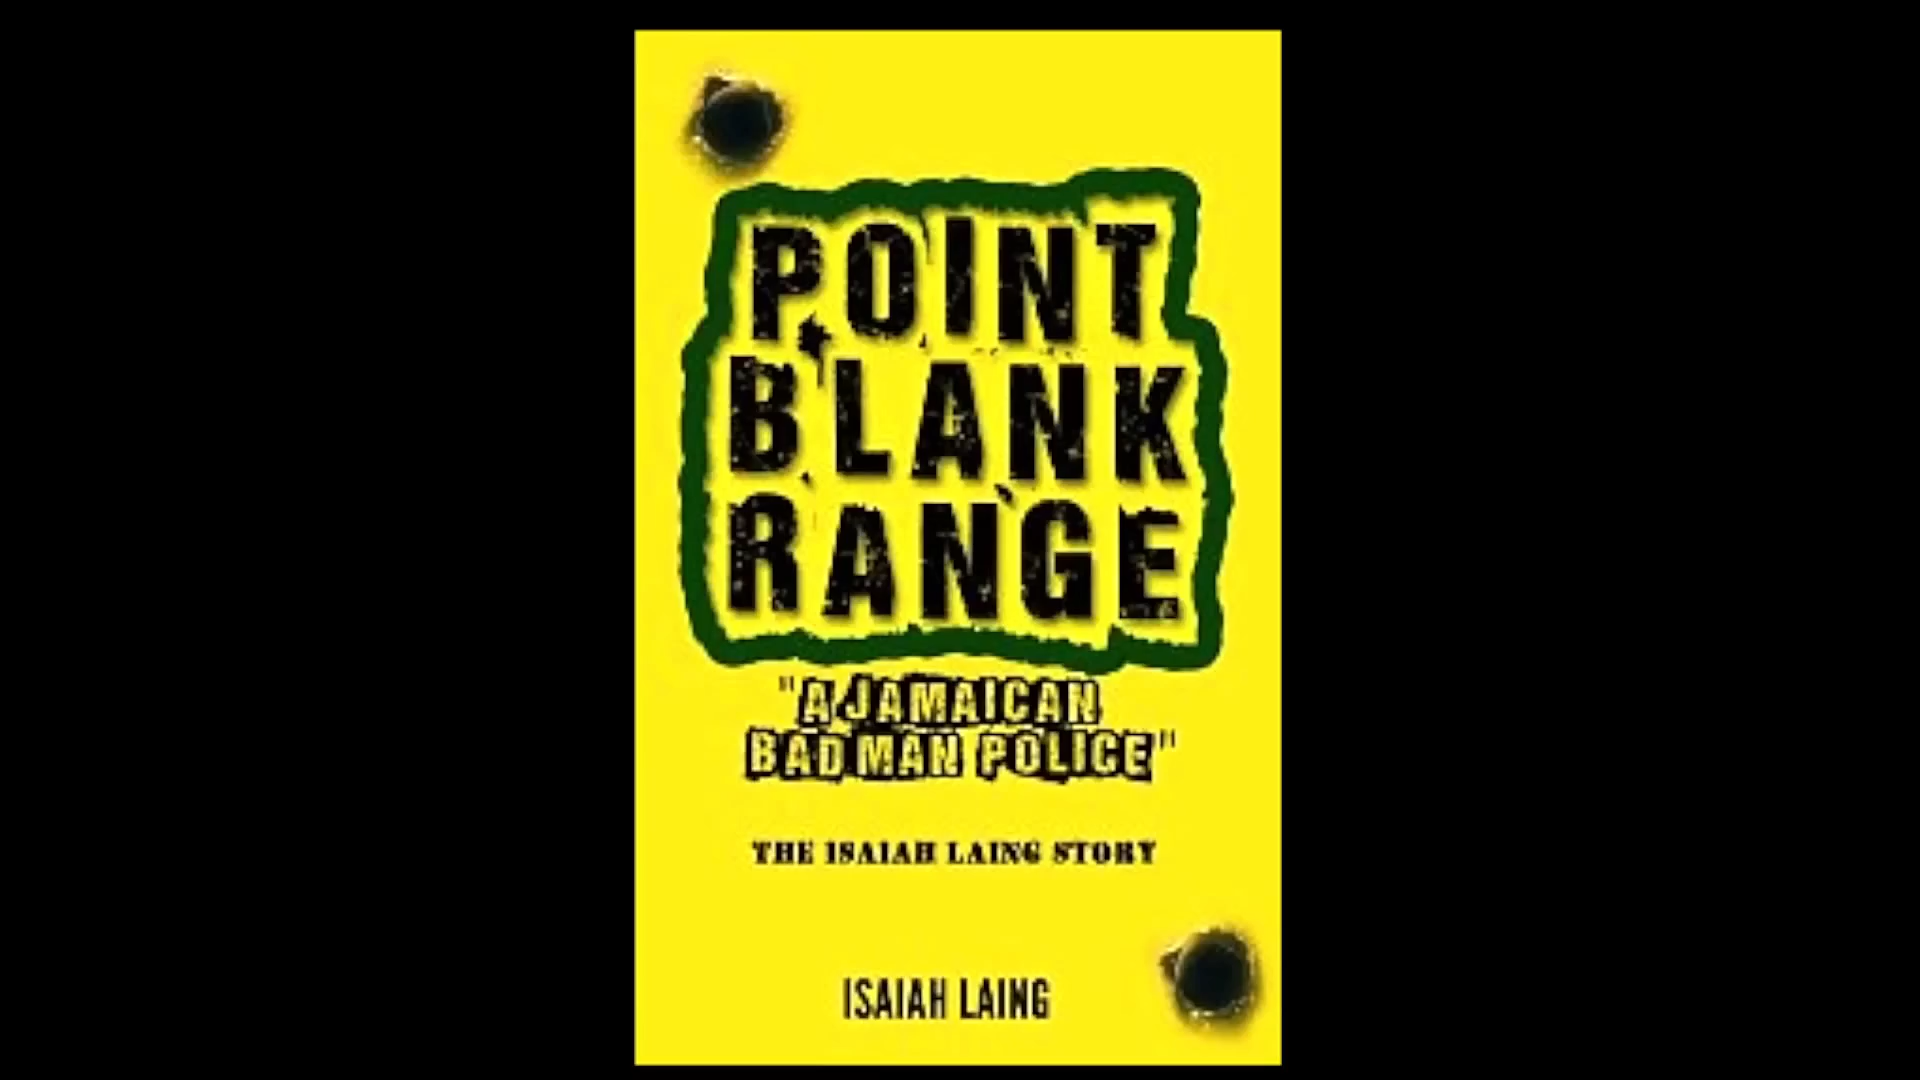 POINT
BLANK
RANGE
"A JAMAICAN
BAD MAN POLICE"
THE ISAIAH LAING STORY
ISAIAH LAING